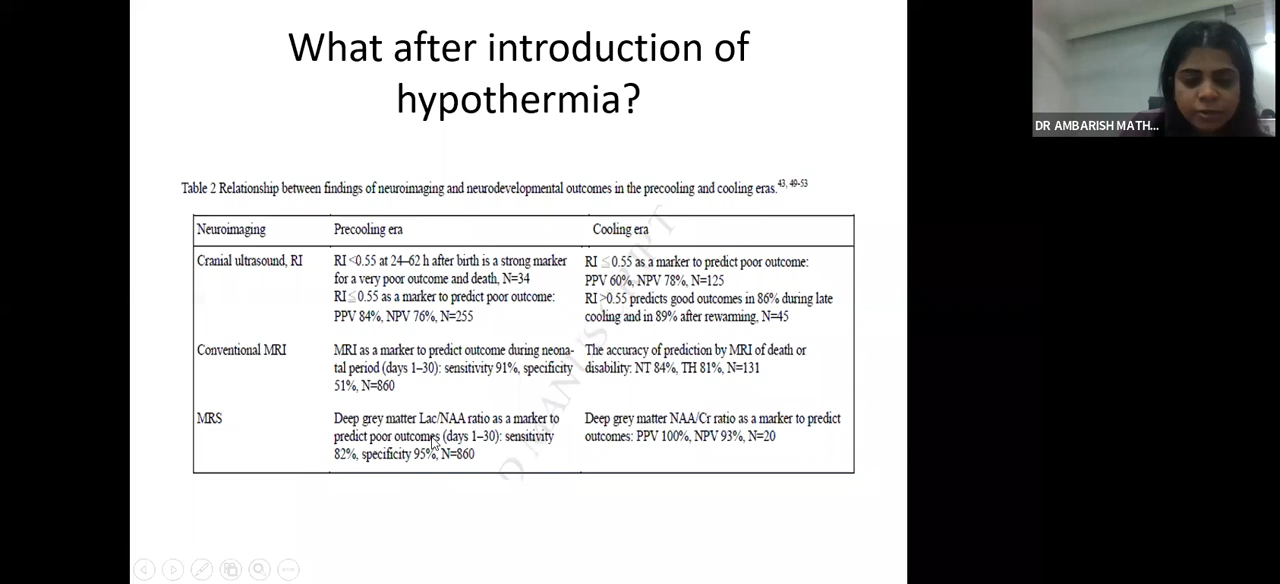 What after introduction of
hypothermia?
DR AMBARISH MATH...
Table 2 Relationship between findings of neuroimaging and neurodevelopmental outcomes in the precooling and cooling eras.43, 49-53
Neuroimaging Precooling era Cooling era
Cranial ultrasound, RI
RI <0.55 at 24–62 h after birth is a strong marker
for a very poor outcome and death, N=34
RI≦0.55 as a marker to predict poor outcome:
PPV 84%, NPV 76%, N=255
RI ≦0.55 as a marker to predict poor outcome:
PPV 60%, NPV 78%, N=125
RI >0.55 predicts good outcomes in 86% during late
cooling and in 89% after rewarming, N=45
Conventional MRI
MRI as a marker to predict outcome during neona-
tal period (days 1–30): sensitivity 91%, specificity
51%, N=860
The accuracy of prediction by MRI of death or
disability: NT 84%, TH 81%, N=131
MRS
Deep grey matter Lac/NAA ratio as a marker to
predict poor outcomes (days 1–30): sensitivity
82%, specificity 95%, N=860
Deep grey matter NAA/Cr ratio as a marker to predict
outcomes: PPV 100%, NPV 93%, N=20